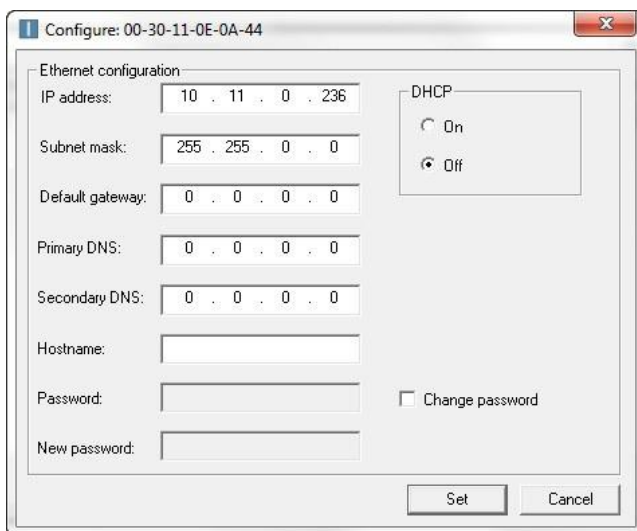 Configure: 00-30-11-0E-0A-44
Ethernet configuration
IP address: 10 . 11 . 0 . 236
DHCP
On
Subnet mask: 255 . 255 . 0 . 0
Off
Default gateway: 0 . 0 . 0 . 0
Primary DNS: 0 . 0 . 0 . 0
Secondary DNS: 0 . 0 . 0 . 0
Hostname:
Password:
Change password
New password:
Set
Cancel